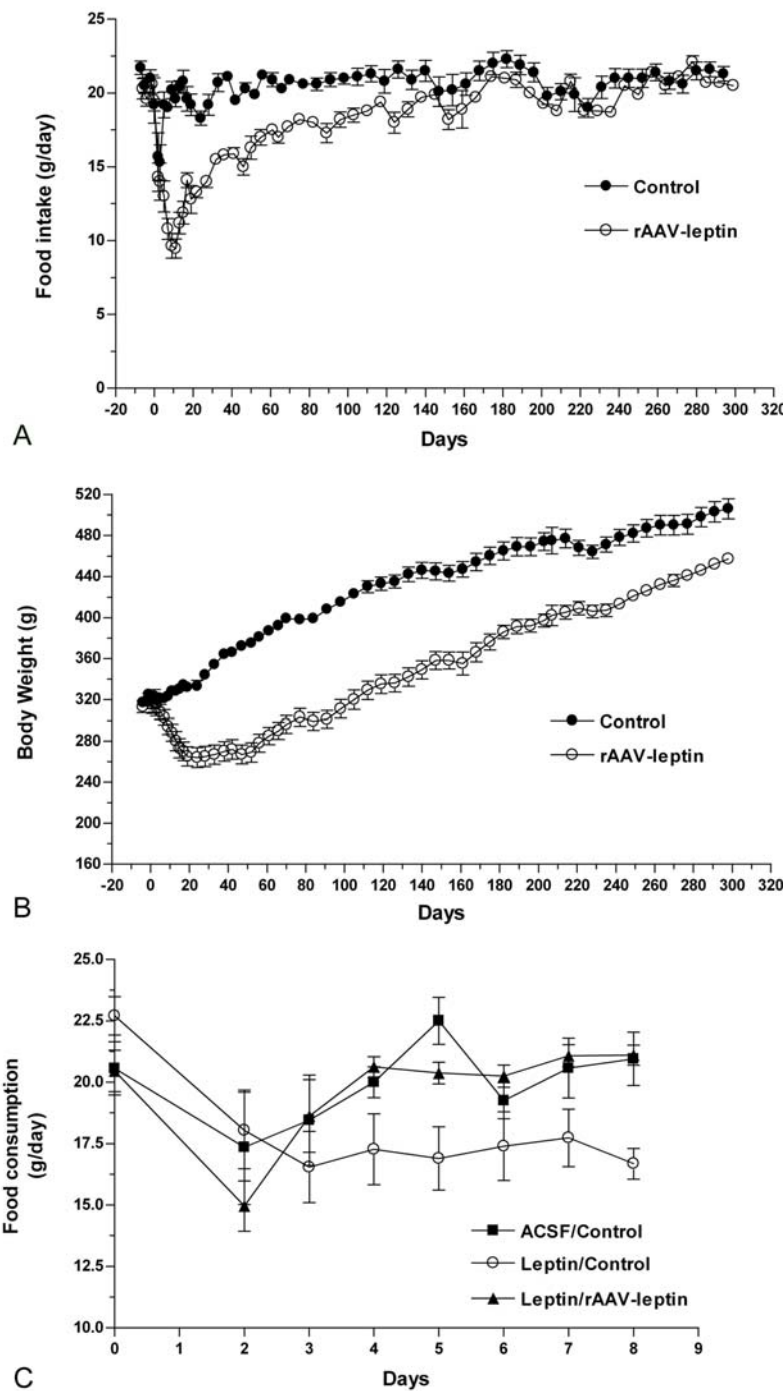 25
20
15
10
5
0
Food intake (g/day)
Control
rAAV-leptin
-20 0 20 40 60 80 100 120 140 160 180 200 220 240 260 280 300 320
Days
A
520
480
440
400
360
320
280
240
200
160
Body Weight (g)
Control
rAAV-leptin
-20 0 20 40 60 80 100 120 140 160 180 200 220 240 260 280 300 320
Days
B
25.0
22.5
20.0
17.5
15.0
12.5
10.0
Food consumption
(g/day)
ACSF/Control
Leptin/Control
Leptin/rAAV-leptin
0 1 2 3 4 5 6 7 8 9
Days
C